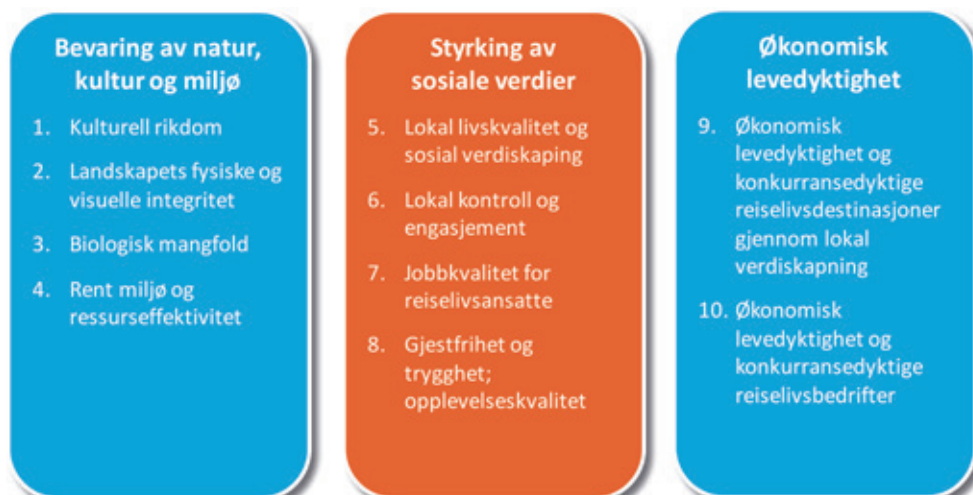 Bevaring av natur,
kultur og miljø
1. Kulturell rikdom
2. Landskapets fysiske og
visuelle integritet
3. Biologisk mangfold
4. Rent miljø og
ressurseffektivitet
Styrking av
sosiale verdier
5. Lokal livskvalitet og
sosial verdiskaping
6. Lokal kontroll og
engasjement
7. Jobbkvalitet for
reiselivsansatte
8. Gjestfrihet og
trygghet;
opplevelseskvalitet
Økonomisk
levedyktighet
9. Økonomisk
levedyktighet og
konkurransedyktige
reiselivsdestinasjoner
gjennom lokal
verdiskapning
10. Økonomisk
levedyktighet og
konkurransedyktige
reiselivsbedrifter